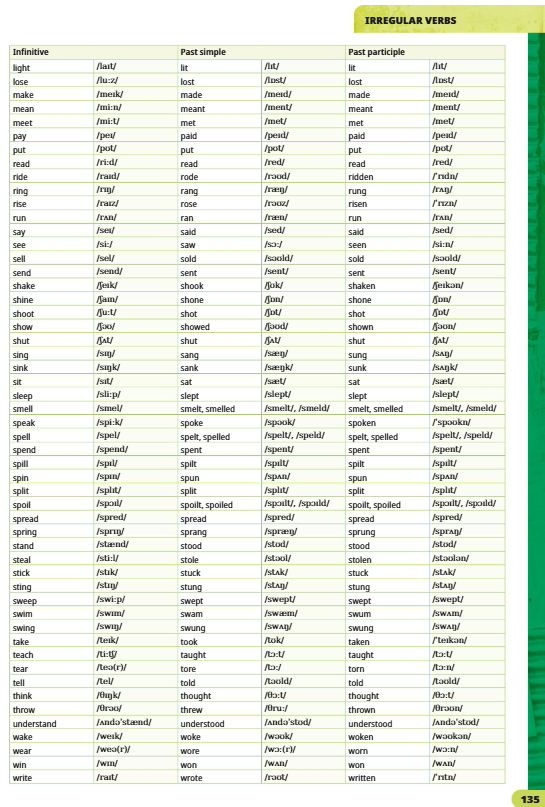 IRREGULAR VERBS
Infinitive Past simple Past participle
light /laɪt/ lit /lɪt/ lit /lɪt/
lose /luːz/ lost /lɒst/ lost /lɒst/
make /meɪk/ made /meɪd/ made /meɪd/
mean /miːn/ meant /ment/ meant /ment/
meet /miːt/ met /met/ met /met/
pay /peɪ/ paid /peɪd/ paid /peɪd/
put /pʊt/ put /pʊt/ put /pʊt/
read /riːd/ read /red/ read /red/
ride /raɪd/ rode /rəʊd/ ridden /ˈrɪdn/
ring /rɪŋ/ rang /ræŋ/ rung /rʌŋ/
rise /raɪz/ rose /rəʊz/ risen /ˈrɪzn/
run /rʌn/ ran /ræn/ run /rʌn/
say /seɪ/ said /sed/ said /sed/
see /siː/ saw /sɔː/ seen /siːn/
sell /sel/ sold /səʊld/ sold /səʊld/
send /send/ sent /sent/ sent /sent/
shake /ʃeɪk/ shook /ʃʊk/ shaken /ʃeɪkən/
shine /ʃaɪn/ shone /ʃɒn/ shone /ʃɒn/
shoot /ʃuːt/ shot /ʃɒt/ shot /ʃɒt/
show /ʃəʊ/ showed /ʃəʊd/ shown /ʃəʊn/
shut /ʃʌt/ shut /ʃʌt/ shut /ʃʌt/
sing /sɪŋ/ sang /sæŋ/ sung /sʌŋ/
sink /sɪŋk/ sank /sæŋk/ sunk /sʌŋk/
sit /sɪt/ sat /sæt/ sat /sæt/
sleep /sliːp/ slept /slept/ slept /slept/
smell /smel/ smelt, smelled /smelt/, /smeld/ smelt, smelled /smelt/, /smeld/
speak /spiːk/ spoke /spəʊk/ spoken /ˈspəʊkn/
spell /spel/ spelt, spelled /spelt/, /speld/ spelt, spelled /spelt/, /speld/
spend /spend/ spent /spent/ spent /spent/
spill /spɪl/ spilt /spɪlt/ spilt /spɪlt/
spin /spɪn/ spun /spʌn/ spun /spʌn/
split /splɪt/ split /splɪt/ split /splɪt/
spoil /spɔɪl/ spoilt, spoiled /spɔɪlt/, /spɔɪld/ spoilt, spoiled /spɔɪlt/, /spɔɪld/
spread /spred/ spread /spred/ spread /spred/
spring /sprɪŋ/ sprang /spræŋ/ sprung /sprʌŋ/
stand /stænd/ stood /stʊd/ stood /stʊd/
steal /stiːl/ stole /stəʊl/ stolen /stəʊlən/
stick /stɪk/ stuck /stʌk/ stuck /stʌk/
sting /stɪŋ/ stung /stʌŋ/ stung /stʌŋ/
sweep /swiːp/ swept /swept/ swept /swept/
swim /swɪm/ swam /swæm/ swum /swʌm/
swing /swɪŋ/ swung /swʌŋ/ swung /swʌŋ/
take /teɪk/ took /tʊk/ taken /ˈteɪkən/
teach /tiːtʃ/ taught /tɔːt/ taught /tɔːt/
tear /teə(r)/ tore /tɔː/ torn /tɔːn/
tell /tel/ told /təʊld/ told /təʊld/
think /θɪŋk/ thought /θɔːt/ thought /θɔːt/
throw /θrəʊ/ threw /θruː/ thrown /θrəʊn/
understand /ʌndəˈstænd/ understood /ʌndəˈstʊd/ understood /ʌndəˈstʊd/
wake /weɪk/ woke /wəʊk/ woken /wəʊkən/
wear /weə(r)/ wore /wɔː(r)/ worn /wɔːn/
win /wɪn/ won /wʌn/ won /wʌn/
write /raɪt/ wrote /rəʊt/ written /ˈrɪtn/
135